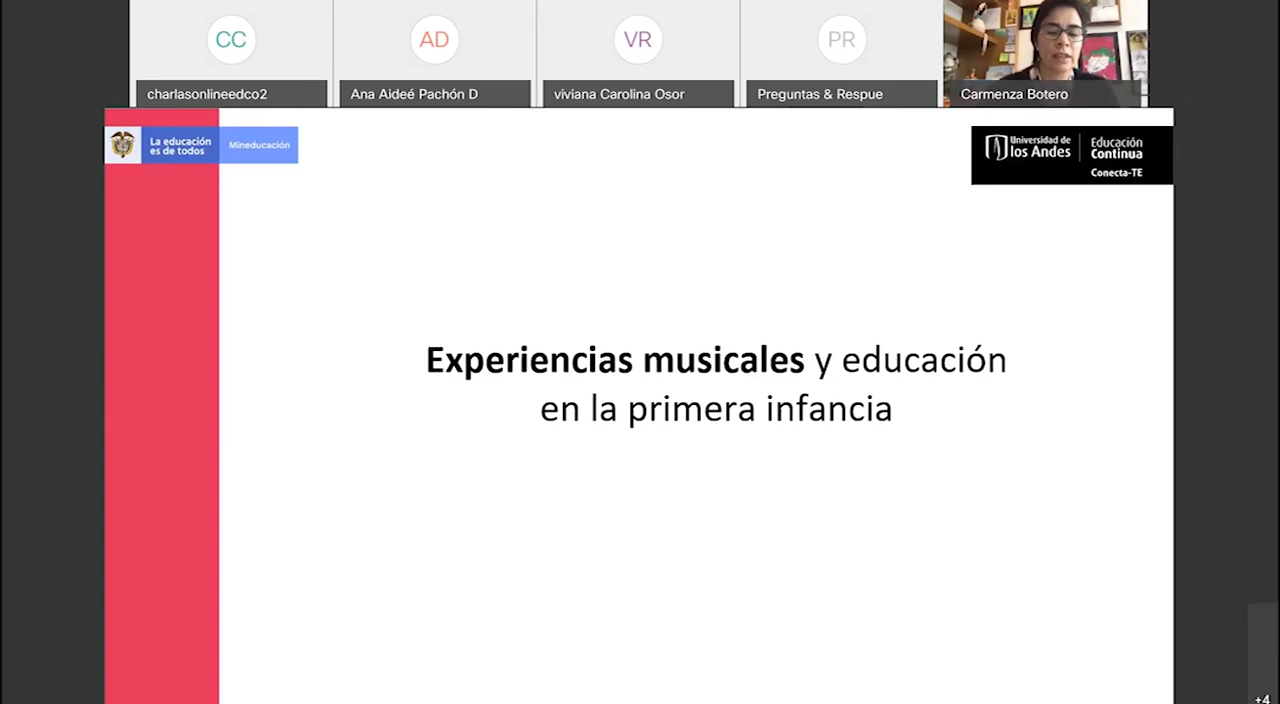 CC
AD
VR
PR
charlasonlineedco2
Ana Aideé Pachón D
viviana Carolina Osor
Preguntas & Respue
Carmenza Botero
La educación
es de todos
Mineducación
Universidad de
los Andes
Educación
Continua
Conecta-TE
Experiencias musicales y educación
en la primera infancia
+4